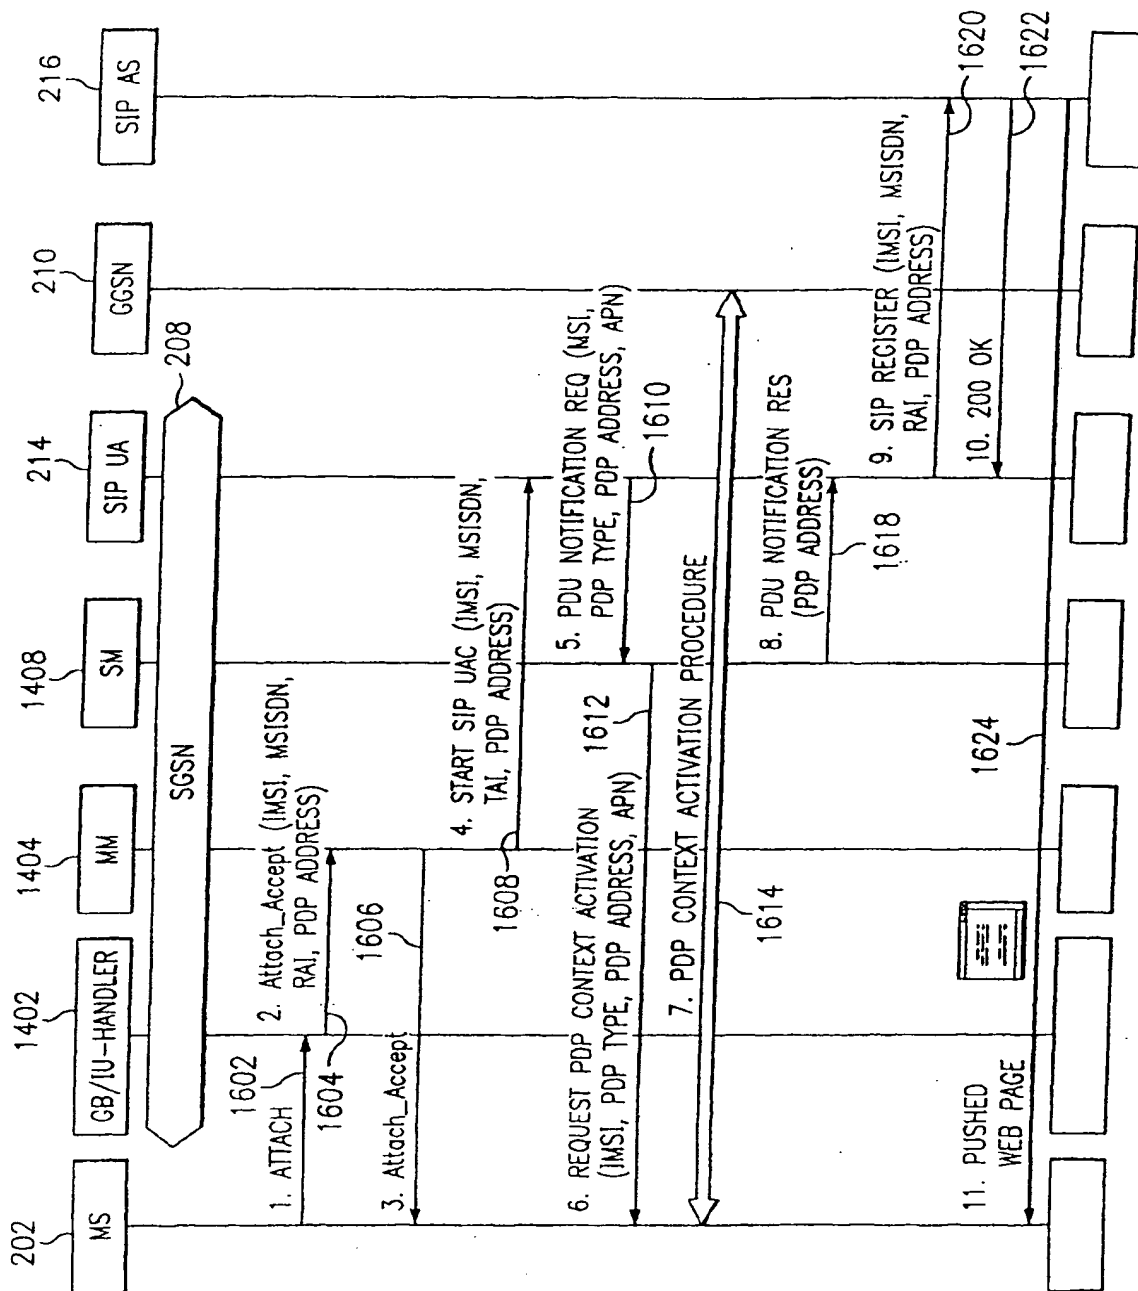 202
MS
1402
GB/IU-HANDLER
1404
MM
1408
SM
214
SIP UA
210
GGSN
216
SIP AS
SGSN
208
1. ATTACH
1602
2. Attach_Accept (IMSI, MSISDN,
RAI, PDP ADDRESS)
1604
3. Attach_Accept
1606
4. START SIP UAC (IMSI, MSISDN,
TAI, PDP ADDRESS)
1608
5. PDU NOTIFICATION REQ (MSI,
PDP TYPE, PDP ADDRESS, APN)
1610
6. REQUEST PDP CONTEXT ACTIVATION
(IMSI, PDP TYPE, PDP ADDRESS, APN)
1612
7. PDP CONTEXT ACTIVATION PROCEDURE
1614
8. PDU NOTIFICATION RES
(PDP ADDRESS)
1618
9. SIP REGISTER (IMSI, MSISDN,
RAI, PDP ADDRESS)
1620
10. 200 OK
1622
11. PUSHED
WEB PAGE
1624